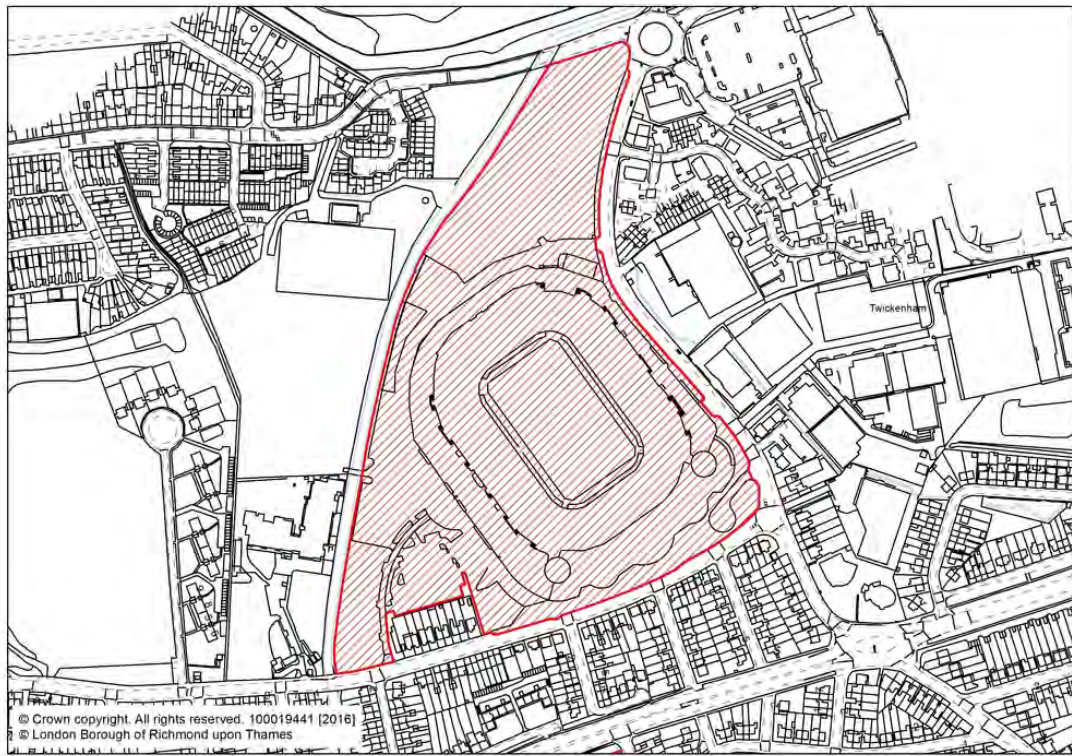 Twickenham
© Crown copyright. All rights reserved. 100019441 [2016]
© London Borough of Richmond upon Thames